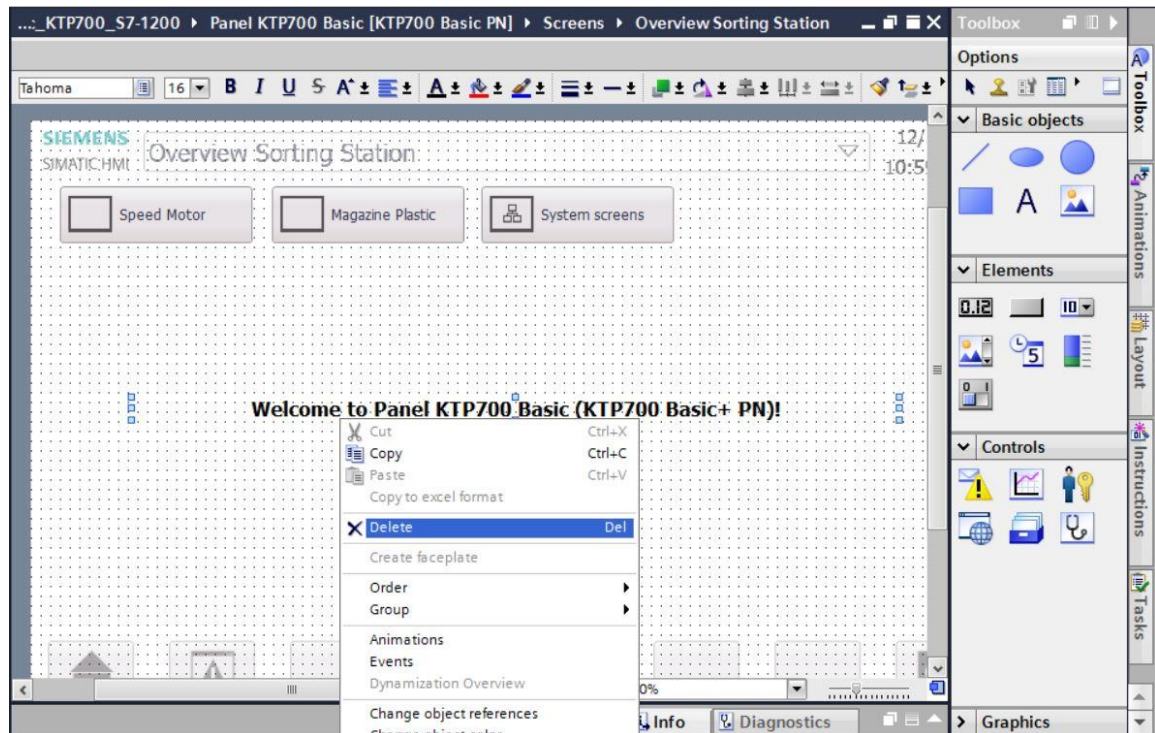 ...:_KTP700_S7-1200 ▸ Panel KTP700 Basic [KTP700 Basic PN] ▸ Screens ▸ Overview Sorting Station
Toolbox
Options
Tahoma
16
B I U S A
Basic objects
A
SIEMENS
SIMATIC HMI
Overview Sorting Station
12/
10:59
Speed Motor
Magazine Plastic
System screens
Elements
0.12
10
5
0 1
Welcome to Panel KTP700 Basic (KTP700 Basic+ PN)!
Cut Ctrl+X
Copy Ctrl+C
Paste Ctrl+V
Copy to excel format
Delete Del
Create faceplate
Order
Group
Animations
Events
Dynamization Overview
Change object references
Controls
0%
Info
Diagnostics
Graphics
Toolbox
Animations
Layout
Instructions
Tasks